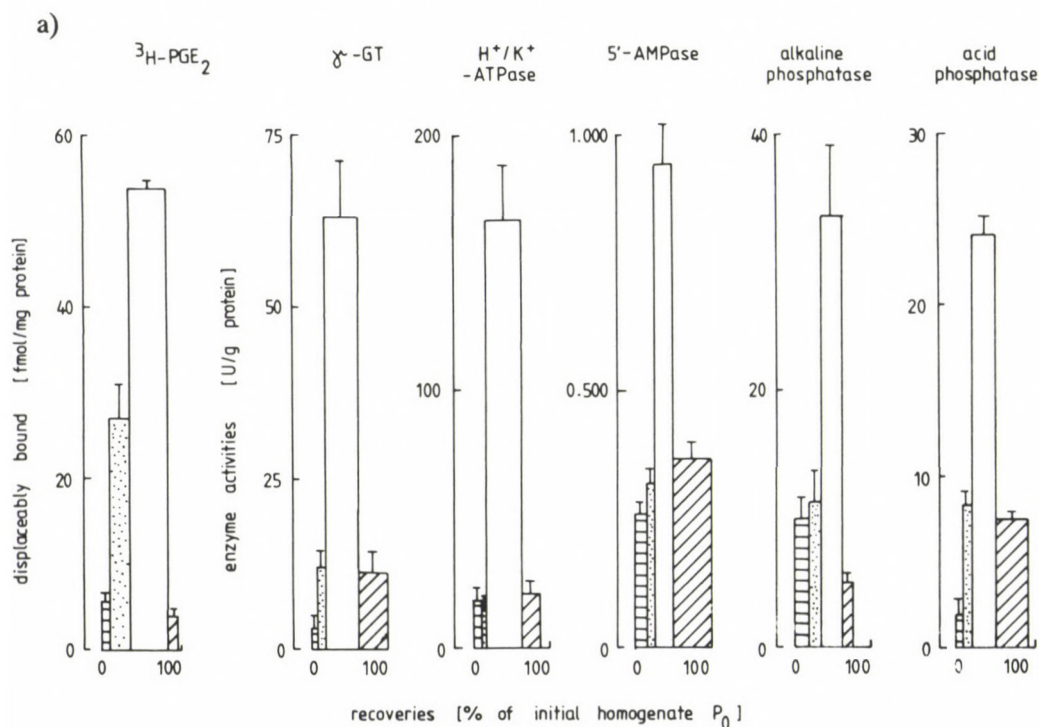 a)
³H-PGE₂
γ-GT
H⁺/K⁺
-ATPase
5'-AMPase
alkaline
phosphatase
acid
phosphatase
displaceably bound [fmol/mg protein]
60
40
20
0
enzyme activities [U/g protein]
75
50
25
0
200
100
0
1.000
0.500
0
40
20
0
30
20
10
0
0 100
0 100
0 100
0 100
0 100
0 100
recoveries [% of initial homogenate P₀]